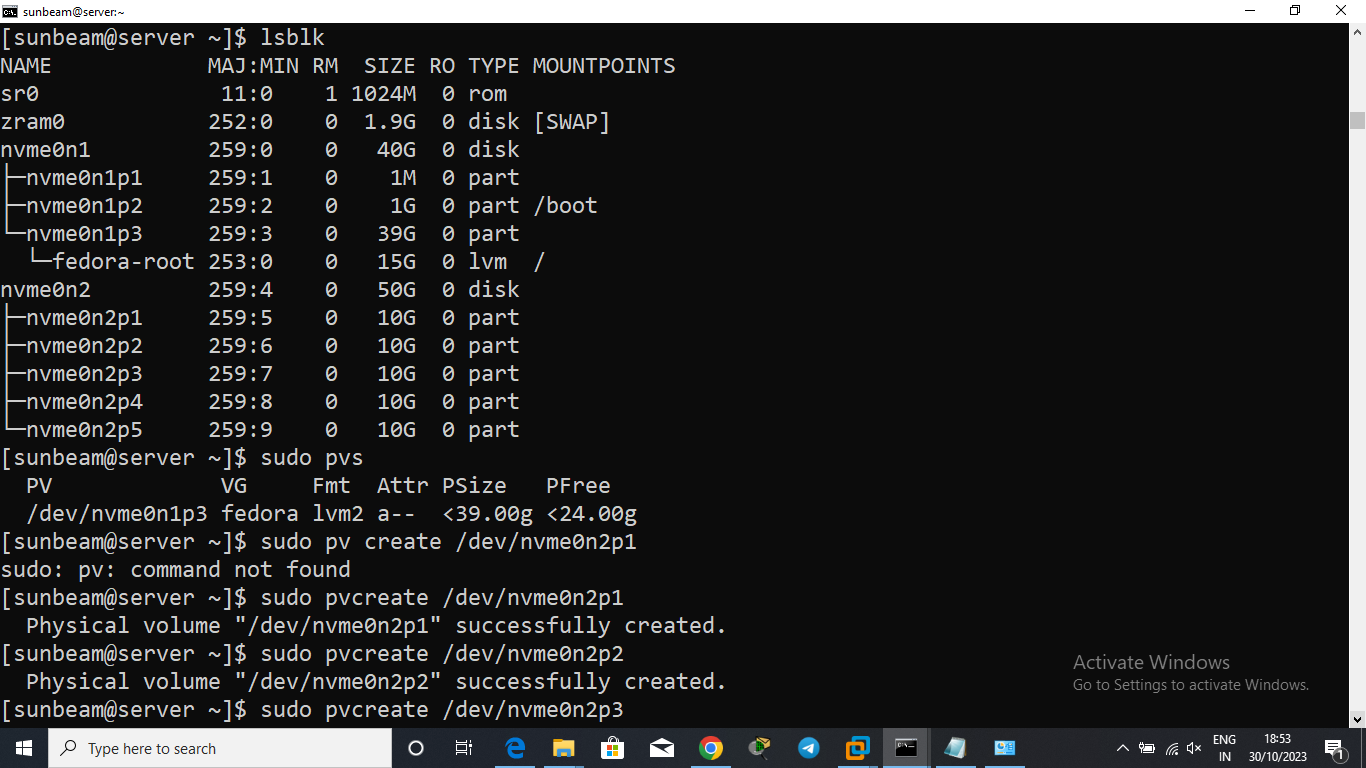 sunbeam@server:~
[sunbeam@server ~]$ lsblk
NAME            MAJ:MIN RM  SIZE RO TYPE MOUNTPOINTS
sr0              11:0    1 1024M  0 rom
zram0           252:0    0  1.9G  0 disk [SWAP]
nvme0n1         259:0    0   40G  0 disk
├─nvme0n1p1     259:1    0    1M  0 part
├─nvme0n1p2     259:2    0    1G  0 part /boot
└─nvme0n1p3     259:3    0   39G  0 part
  └─fedora-root 253:0    0   15G  0 lvm  /
nvme0n2         259:4    0   50G  0 disk
├─nvme0n2p1     259:5    0   10G  0 part
├─nvme0n2p2     259:6    0   10G  0 part
├─nvme0n2p3     259:7    0   10G  0 part
├─nvme0n2p4     259:8    0   10G  0 part
└─nvme0n2p5     259:9    0   10G  0 part
[sunbeam@server ~]$ sudo pvs
  PV             VG     Fmt  Attr PSize   PFree
  /dev/nvme0n1p3 fedora lvm2 a--  <39.00g <24.00g
[sunbeam@server ~]$ sudo pv create /dev/nvme0n2p1
sudo: pv: command not found
[sunbeam@server ~]$ sudo pvcreate /dev/nvme0n2p1
  Physical volume "/dev/nvme0n2p1" successfully created.
[sunbeam@server ~]$ sudo pvcreate /dev/nvme0n2p2
  Physical volume "/dev/nvme0n2p2" successfully created.
[sunbeam@server ~]$ sudo pvcreate /dev/nvme0n2p3
Activate Windows
Go to Settings to activate Windows.
Type here to search
ENG
IN
18:53
30/10/2023
1